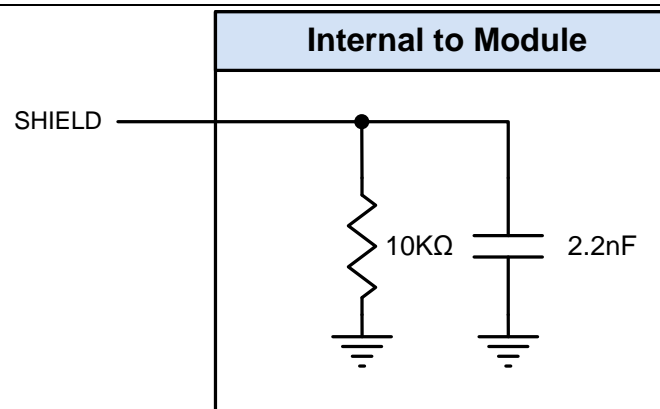 Internal to Module
SHIELD
10KΩ
2.2nF